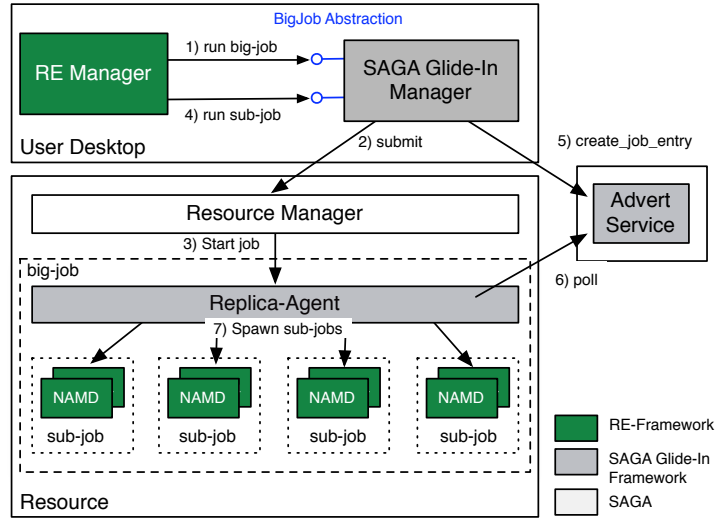 BigJob Abstraction
RE Manager
1) run big-job
4) run sub-job
SAGA Glide-In
Manager
User Desktop
2) submit
5) create_job_entry
Advert
Service
Resource Manager
3) Start job
big-job
6) poll
Replica-Agent
7) Spawn sub-jobs
NAMD
NAMD
NAMD
NAMD
sub-job
sub-job
sub-job
sub-job
Resource
RE-Framework
SAGA Glide-In
Framework
SAGA